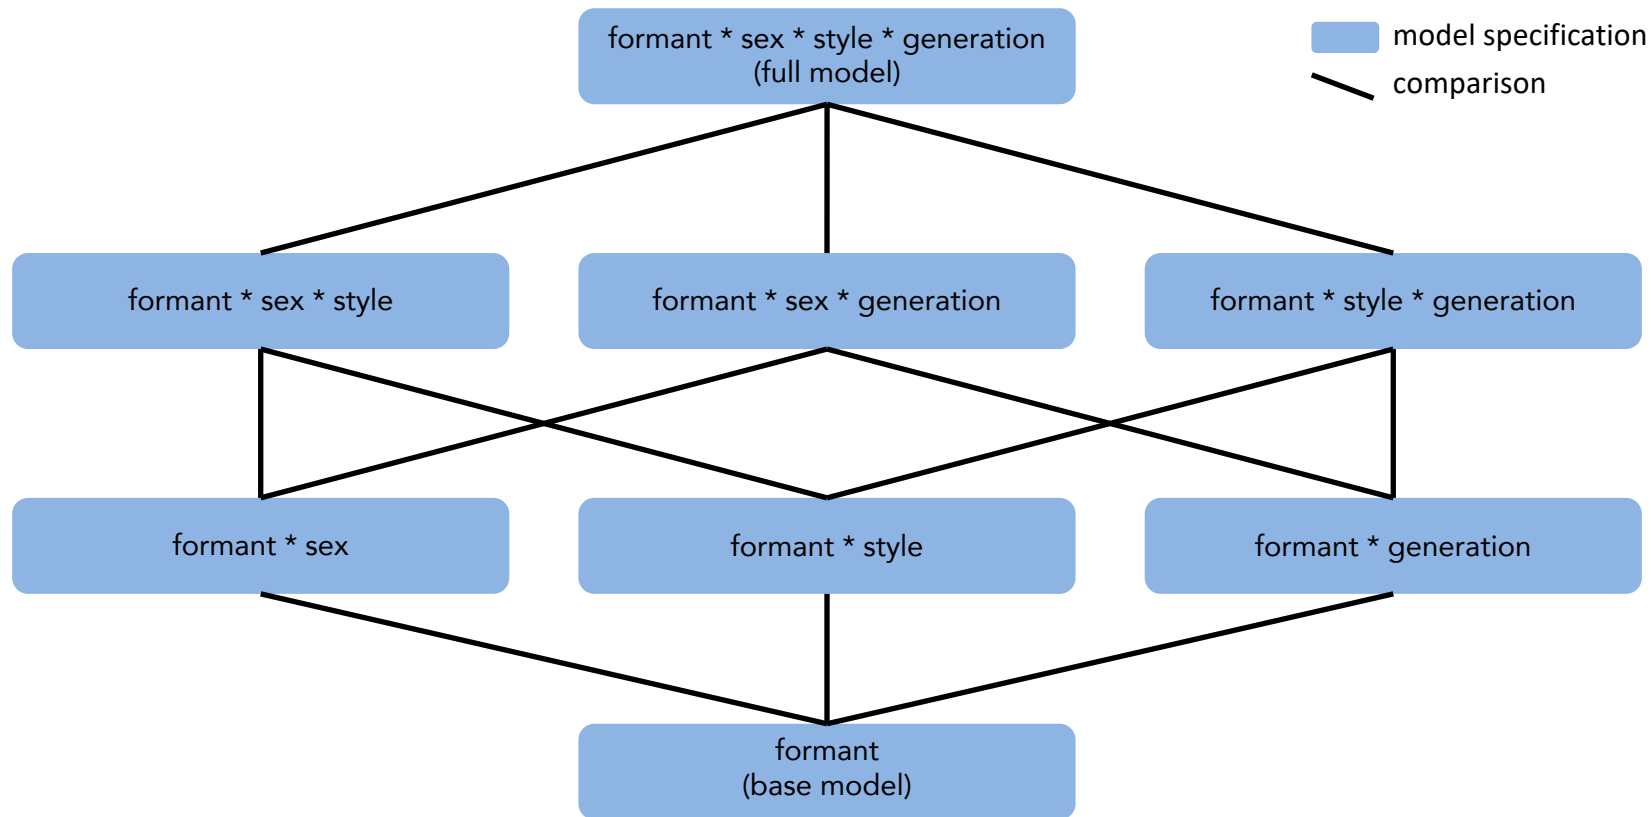 formant * sex * style * generation
(full model)
model specification
comparison
formant * sex * style
formant * sex * generation
formant * style * generation
formant * sex
formant * style
formant * generation
formant
(base model)